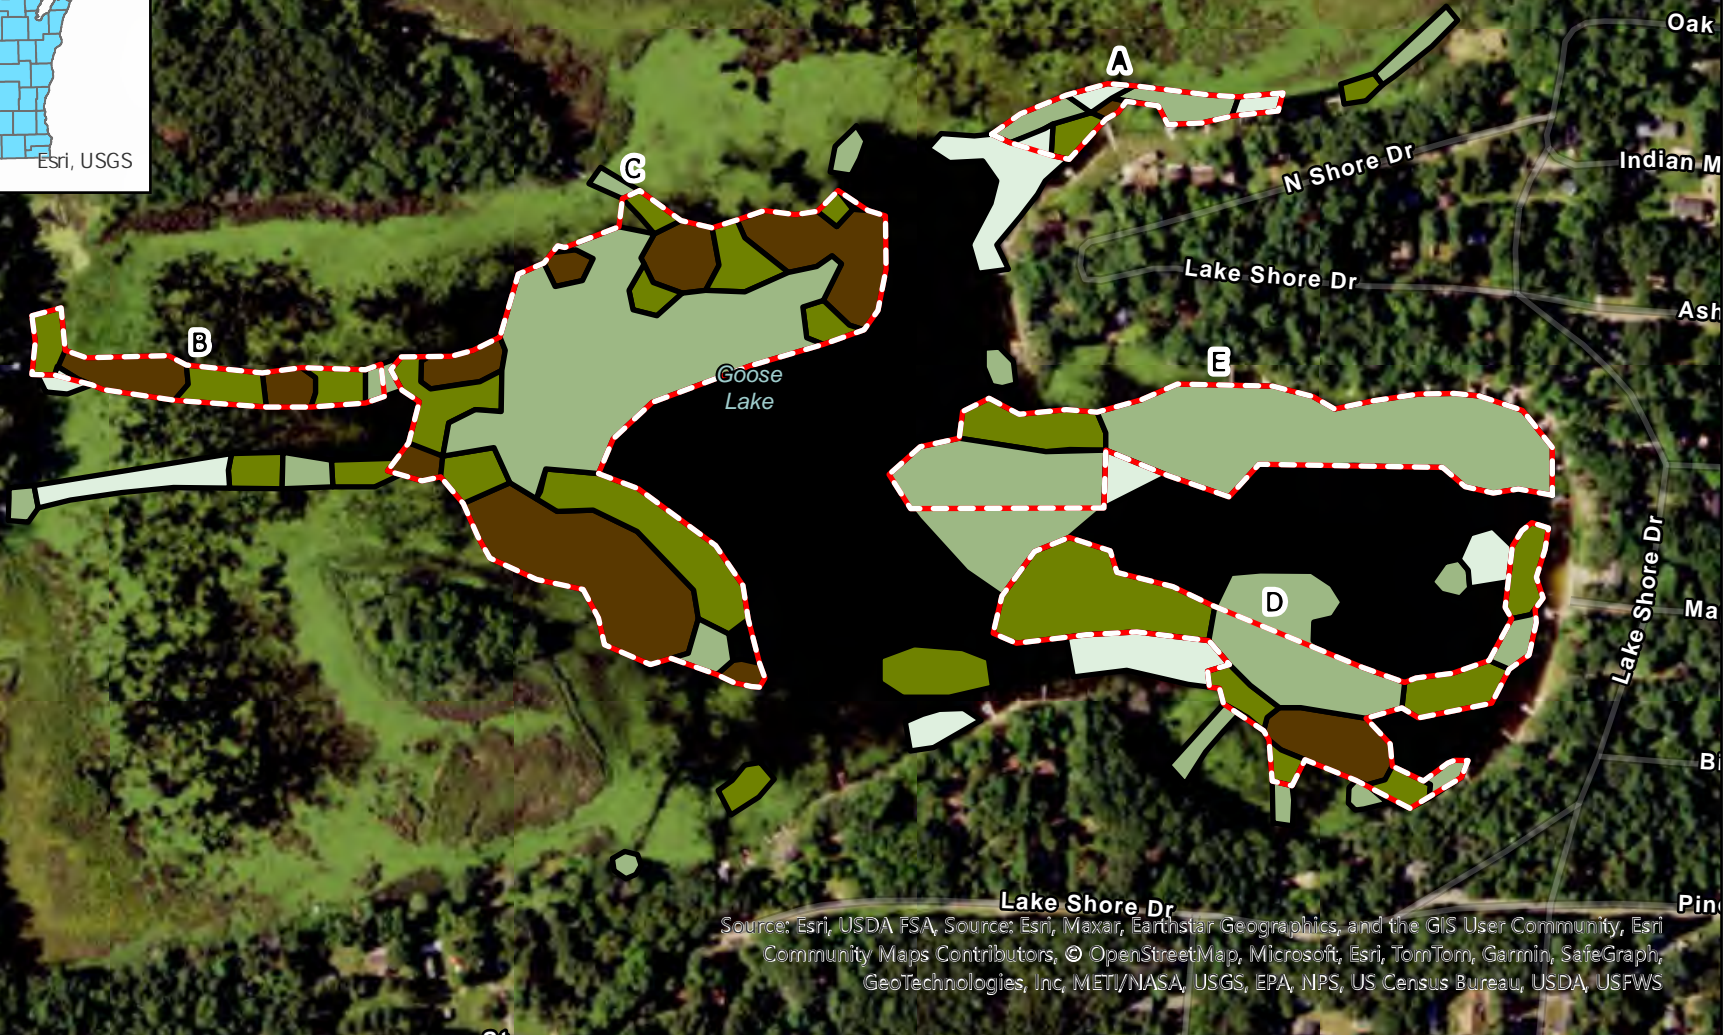 Oak
A
Esri, USGS
N Shore Dr
Indian M
C
Lake Shore Dr
Ash
B
E
Goose
Lake
D
Lake Shore Dr
Ma
Bi
Lake Shore Dr
Pine
Source: Esri, USDA FSA, Source: Esri, Maxar, Earthstar Geographics, and the GIS User Community, Esri
Community Maps Contributors, © OpenStreetMap, Microsoft, Esri, TomTom, Garmin, SafeGraph,
GeoTechnologies, Inc, METI/NASA, USGS, EPA, NPS, US Census Bureau, USDA, USFWS